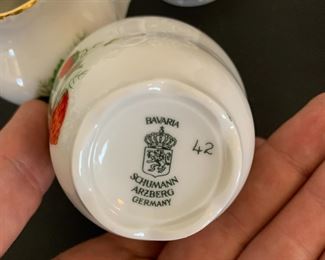 BAVARIA
42
SCHUMANN
ARZBERG
GERMANY